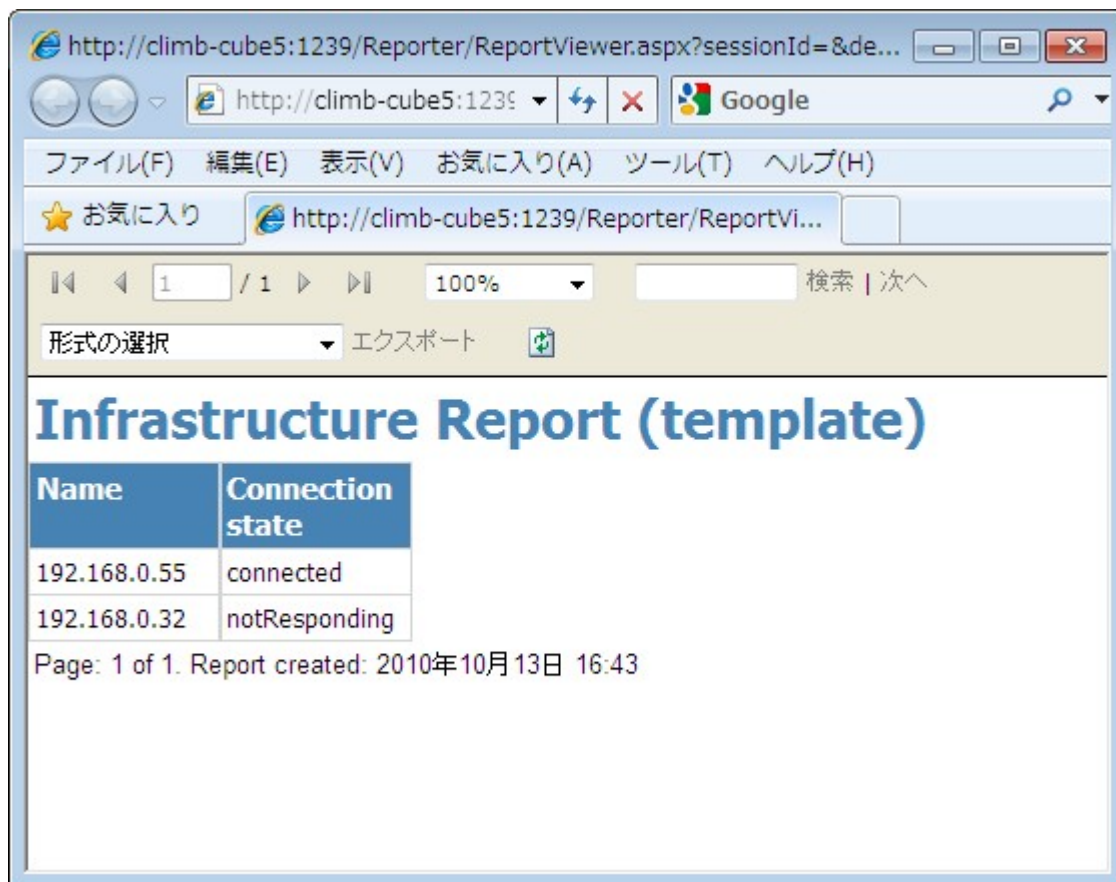 http://climb-cube5:1239/Reporter/ReportViewer.aspx?sessionId=&de...
http://climb-cube5:1239 Google
ファイル(F) 編集(E) 表示(V) お気に入り(A) ツール(T) ヘルプ(H)
お気に入り http://climb-cube5:1239/Reporter/ReportVi...
1 / 1 100% 検索 | 次へ
形式の選択 エクスポート
Infrastructure Report (template)
Name Connection
state
192.168.0.55 connected
192.168.0.32 notResponding
Page: 1 of 1. Report created: 2010年10月13日 16:43